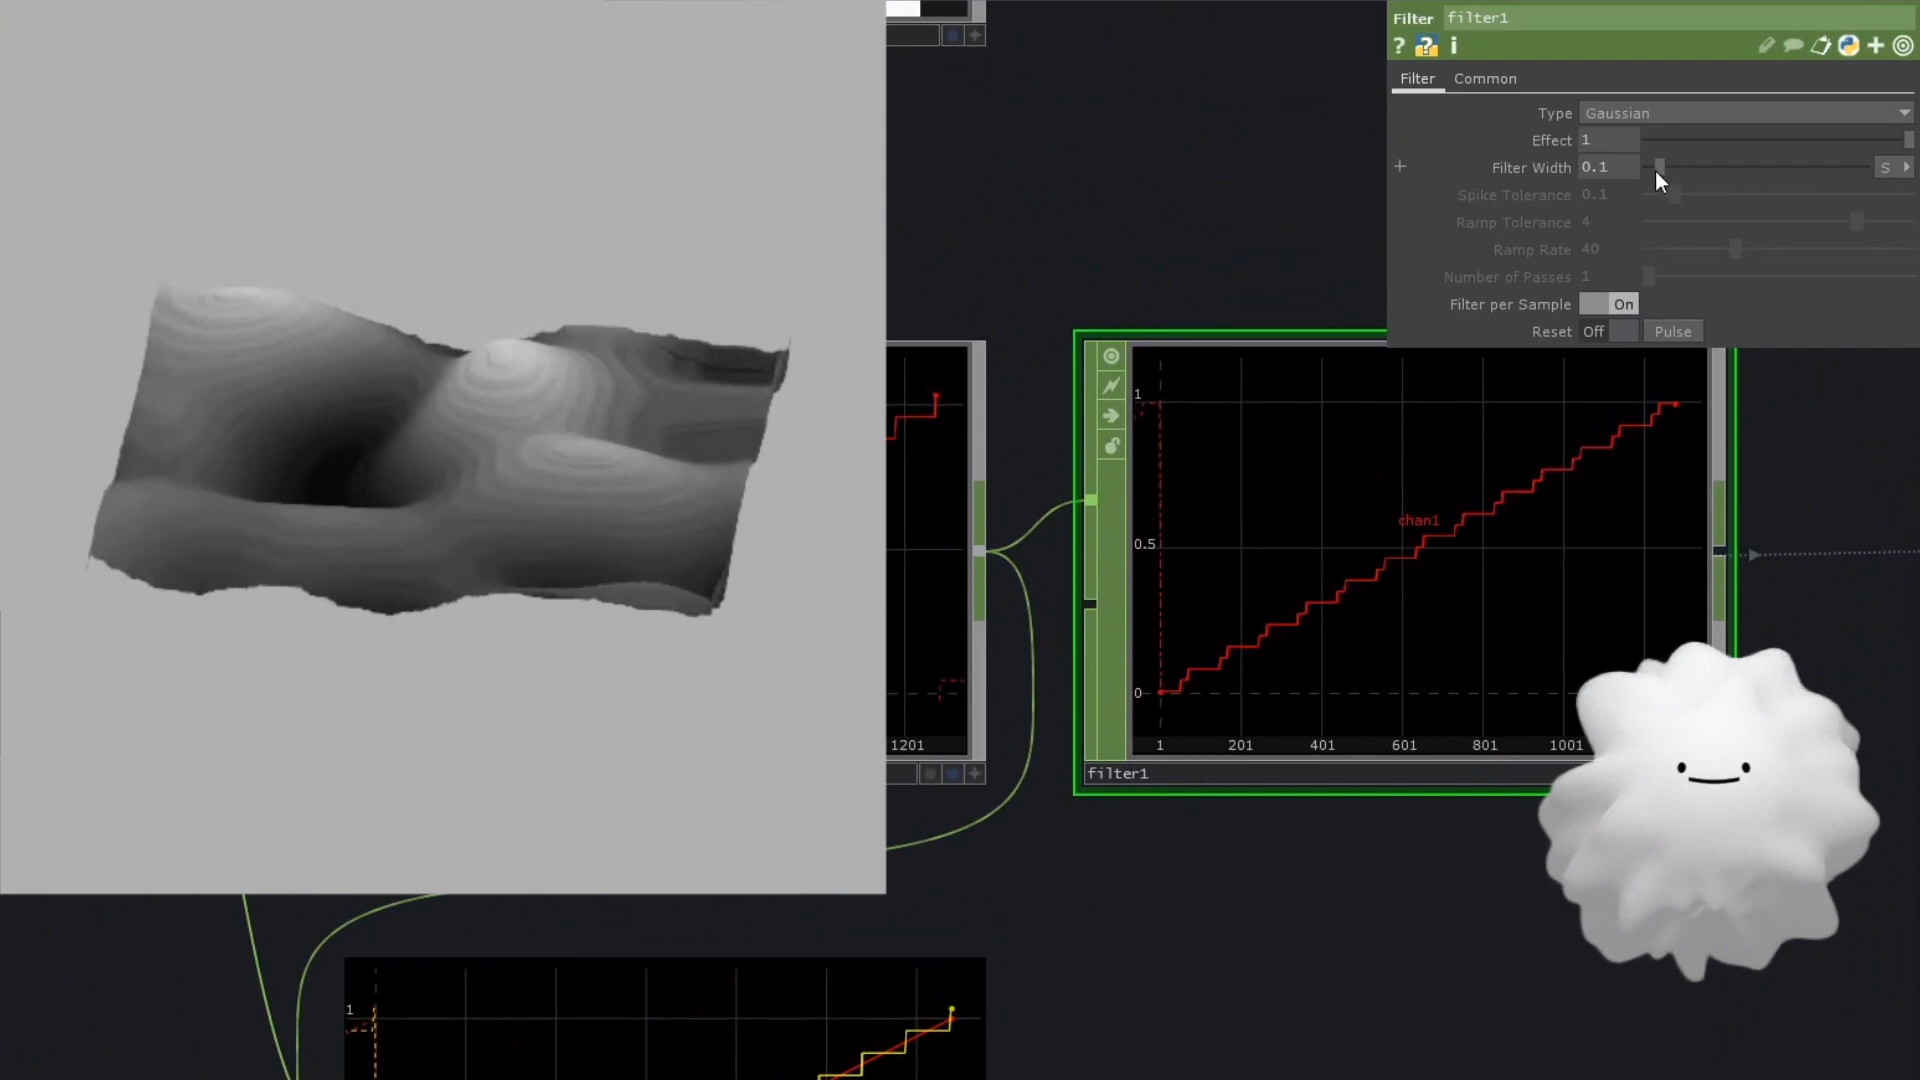 Filter filter1
? ? i
Filter Common
Type Gaussian
Effect 1
Filter Width 0.1 S
Spike Tolerance 0.1
Ramp Tolerance 4
Ramp Rate 40
Number of Passes 1
Filter per Sample On
Reset Off Pulse
1
chan1
0.5
0
1201
1 201 401 601 801 1001
filter1
1